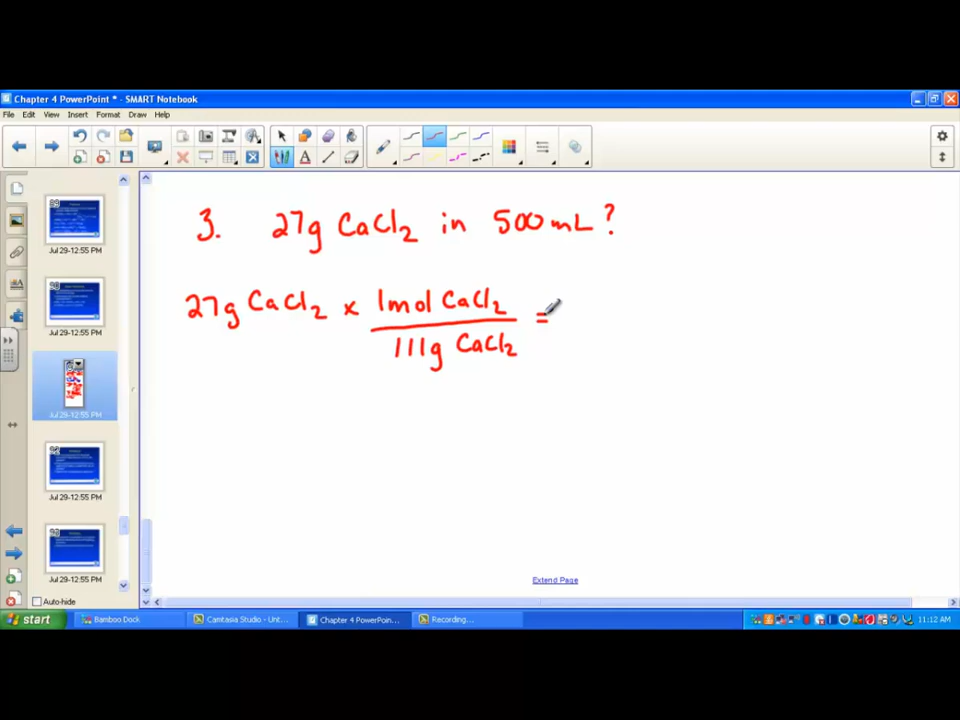 Chapter 4 PowerPoint * - SMART Notebook
File Edit View Insert Format Draw Help
3. 27g CaCl₂ in 500mL?
27g CaCl₂ x 1mol CaCl₂ =
111g CaCl₂
Jul 29-12:55 PM
Jul 29-12:55 PM
Jul 29-12:55 PM
Jul 29-12:55 PM
Jul 29-12:55 PM
Extend Page
Auto-hide
start Bamboo Dock Camtasia Studio - Unt... Chapter 4 PowerPoin... Recording... 11:12 AM